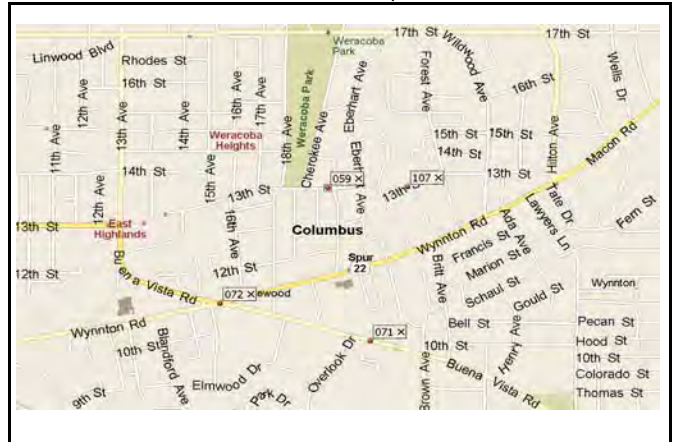 17th St
17th St
Linwood Blvd
Weracoba
Park
Wildwood Ave
Rhodes St
16th St
Forest Ave
Wells Dr
12th Ave
13th Ave
14th Ave
16th Ave
17th Ave
Weracoba Park
Eberhart Ave
16th St
11th Ave
Weracoba
Heights
18th Ave
Cherokee Ave
15th St
15th St
Hilton Ave
Macon Rd
14th St
14th St
15th Ave
Eberhart Ave
059 ×
107 ×
13th St
13th St
13th St
12th Ave
13th St
East
Highlands
16th Ave
Columbus
Wynnton Rd
Tate Dr
Lawyers Ln
Fern St
Ada Ave
Francis St
Marion St
12th St
12th St
Spur
22
Britt Ave
Buena Vista Rd
072 ×
ewood
Schaul St
Gould St
Wynnton
Wynnton Rd
071 ×
Bell St
Pecan St
10th St
Blandford Ave
Overlook Dr
10th St
Henry Ave
Hood St
10th St
Elmwood Dr
Park Dr
Brown Ave
Buena Vista Rd
Colorado St
9th St
Thomas St